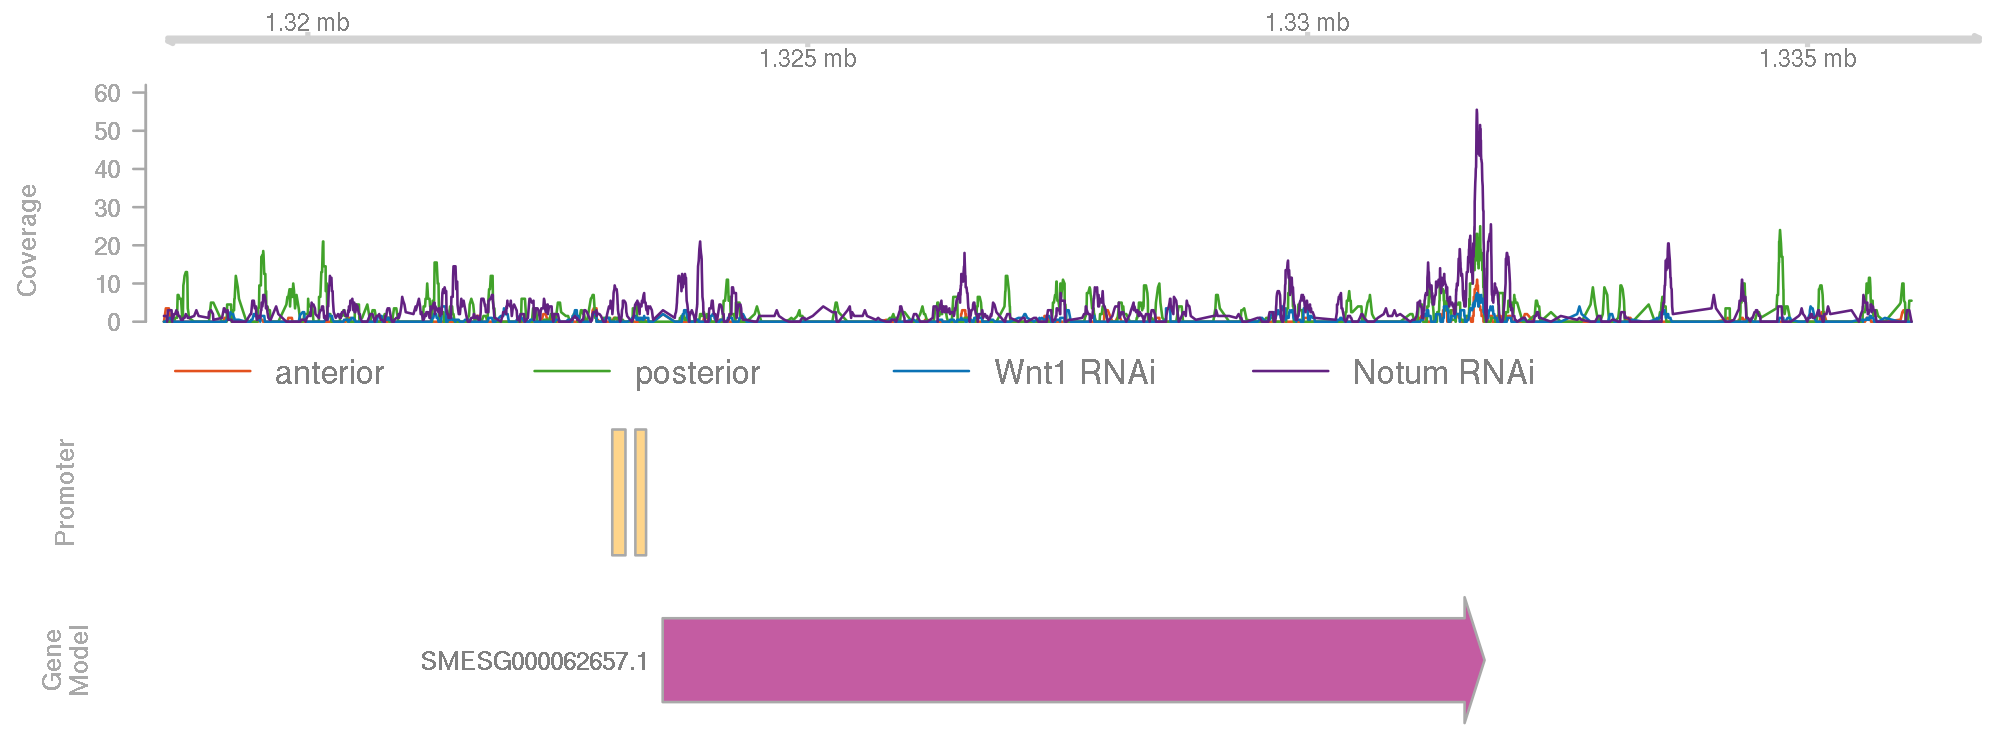 1.32 mb
1.33 mb
1.325 mb
1.335 mb
Coverage
60
50
40
30
20
10
0
anterior posterior Wnt1 RNAi Notum RNAi
Promoter
Gene
Model
SMESG000062657.1